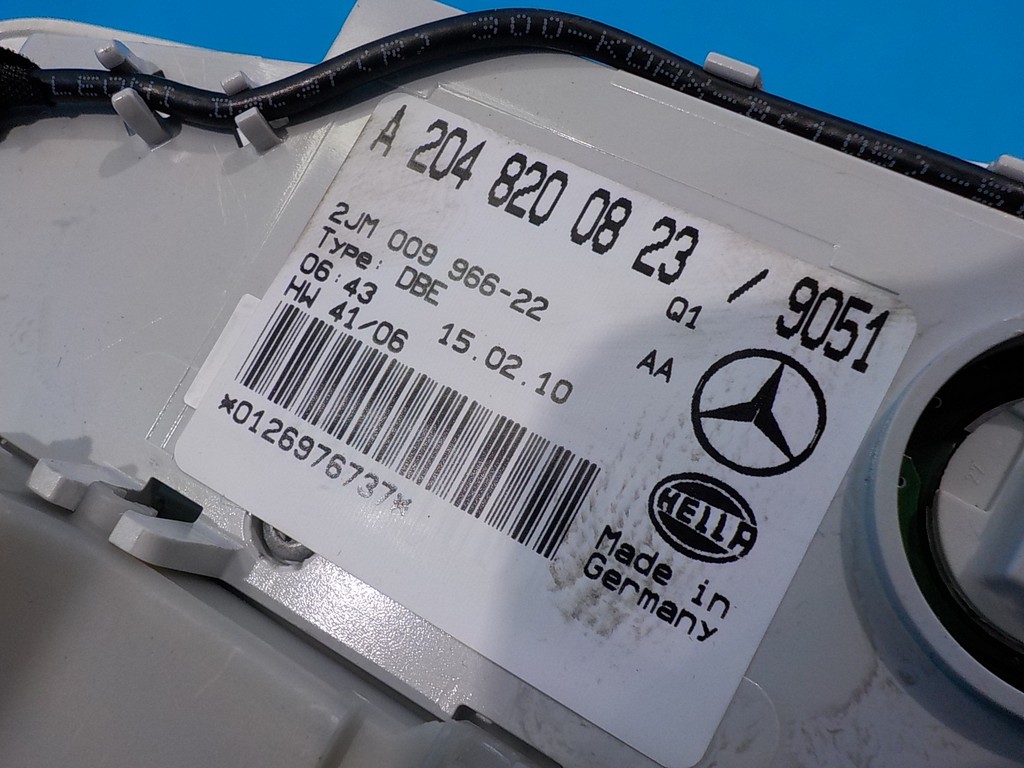 A 204 820 08 23 / 9051
2JM 009 966-22 Q1
Type: DBE
06:43 15.02.10 AA
HW 41/06
*0126976737*
HELLA
Made in
Germany